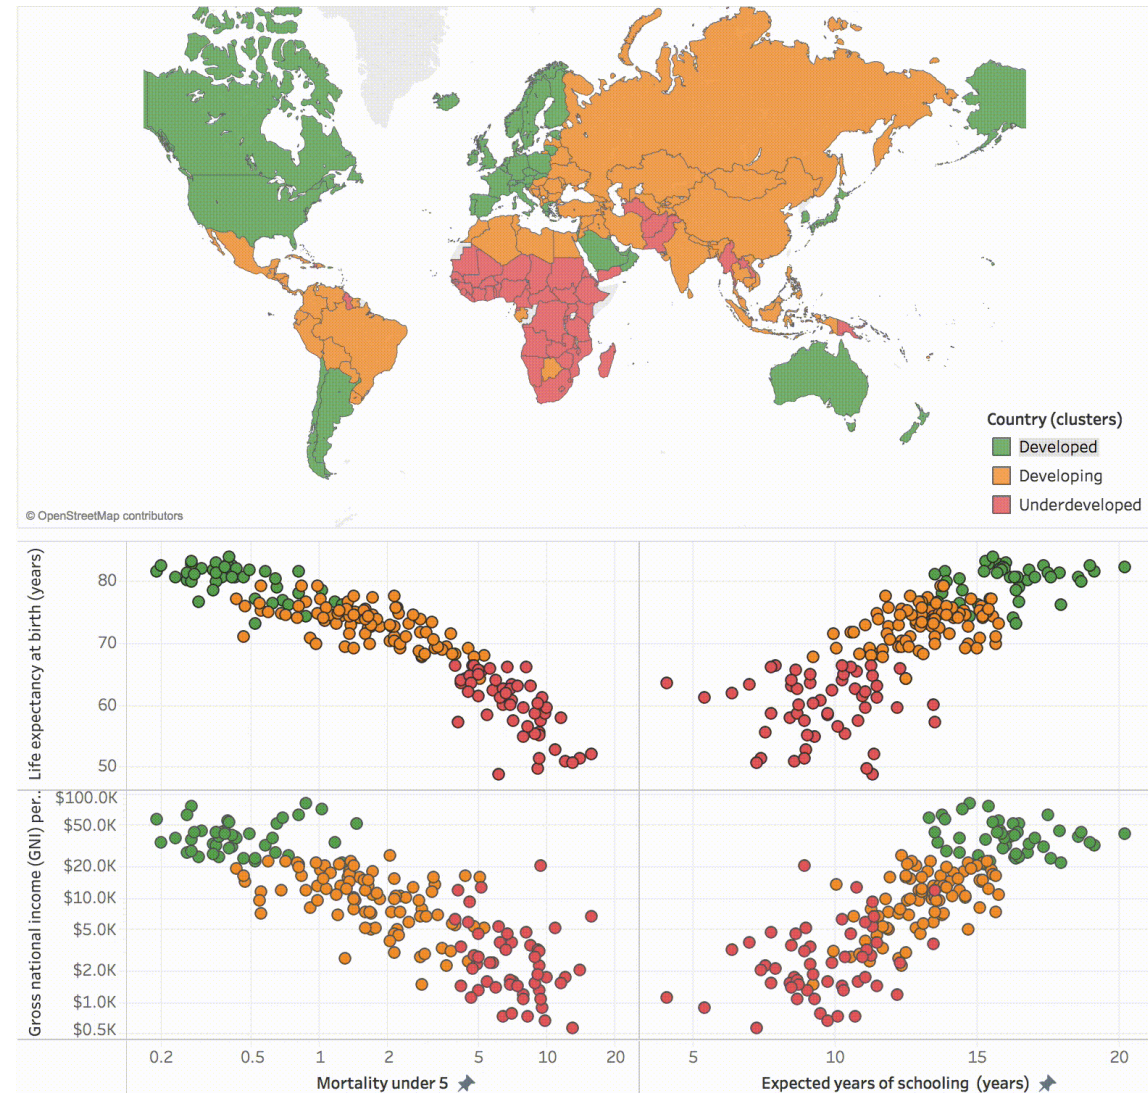 Country (clusters)
Developed
Developing
Underdeveloped
© OpenStreetMap contributors
Life expectancy at birth (years)
80
70
60
50
Gross national income (GNI) per..
$100.0K
$50.0K
$20.0K
$10.0K
$5.0K
$2.0K
$1.0K
$0.5K
0.2 0.5 1 2 5 10 20 5 10 15 20
Mortality under 5 Expected years of schooling (years)